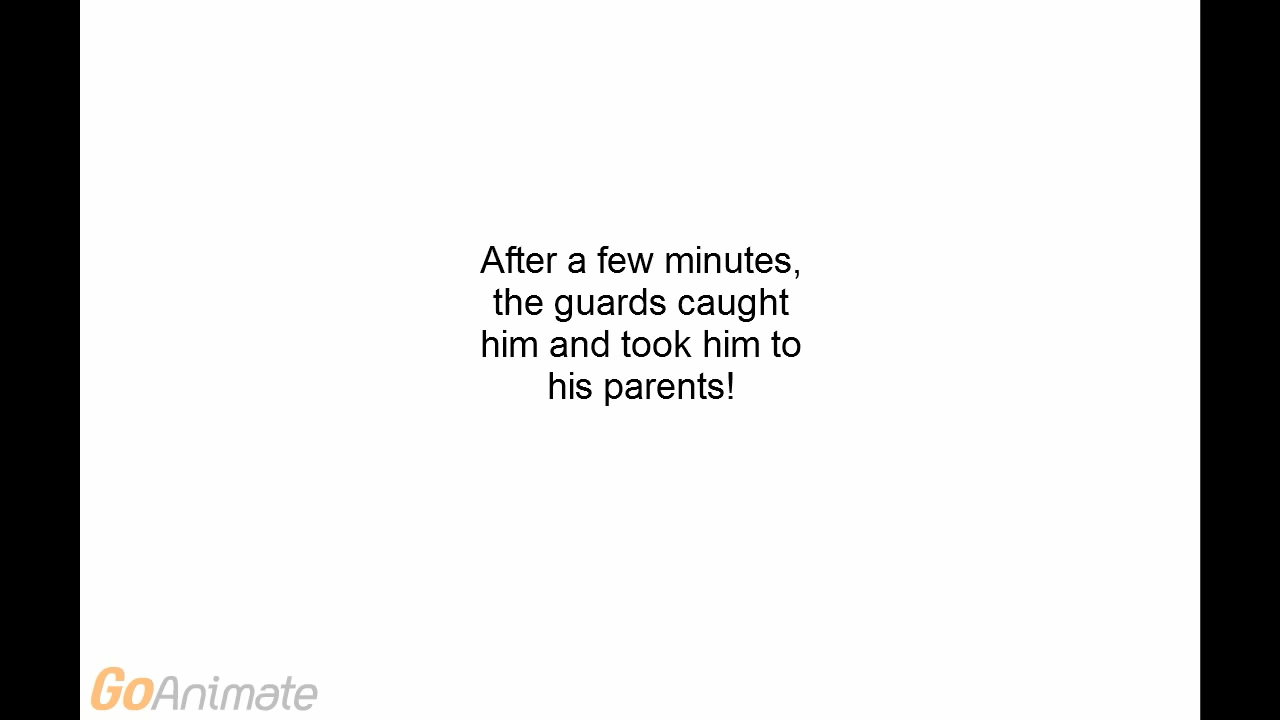 After a few minutes,
the guards caught
him and took him to
his parents!
GoAnimate